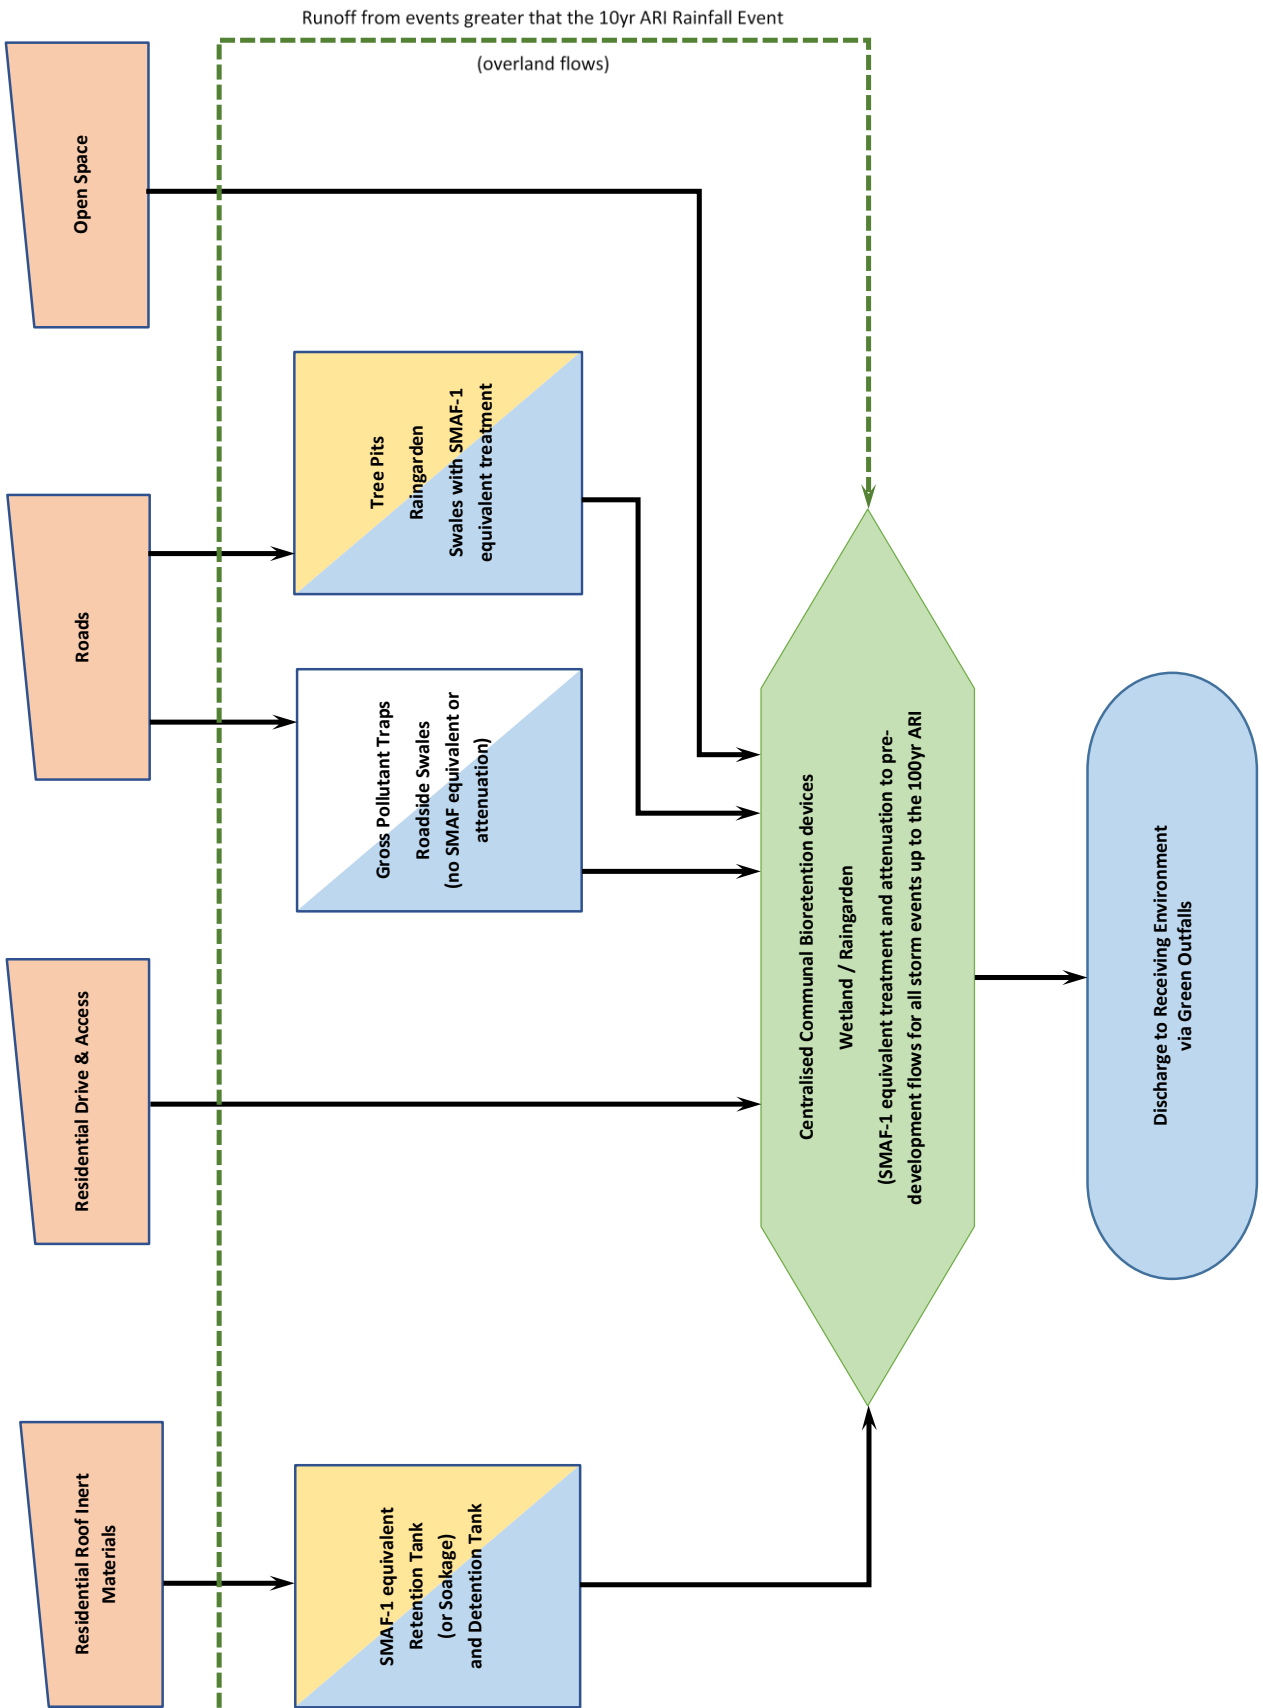 Runoff from events greater that the 10yr ARI Rainfall Event
(overland flows)
Residential Roof Inert
Materials
Residential Drive & Access
Roads
Open Space
SMAF-1 equivalent
Retention Tank
(or Soakage)
and Detention Tank
Gross Pollutant Traps
Roadside Swales
(no SMAF equivalent or
attenuation)
Tree Pits
Raingarden
Swales with SMAF-1
equivalent treatment
Centralised Communal Bioretention devices
Wetland / Raingarden
(SMAF-1 equivalent treatment and attenuation to pre-
development flows for all storm events up to the 100yr ARI
Discharge to Receiving Environment
via Green Outfalls